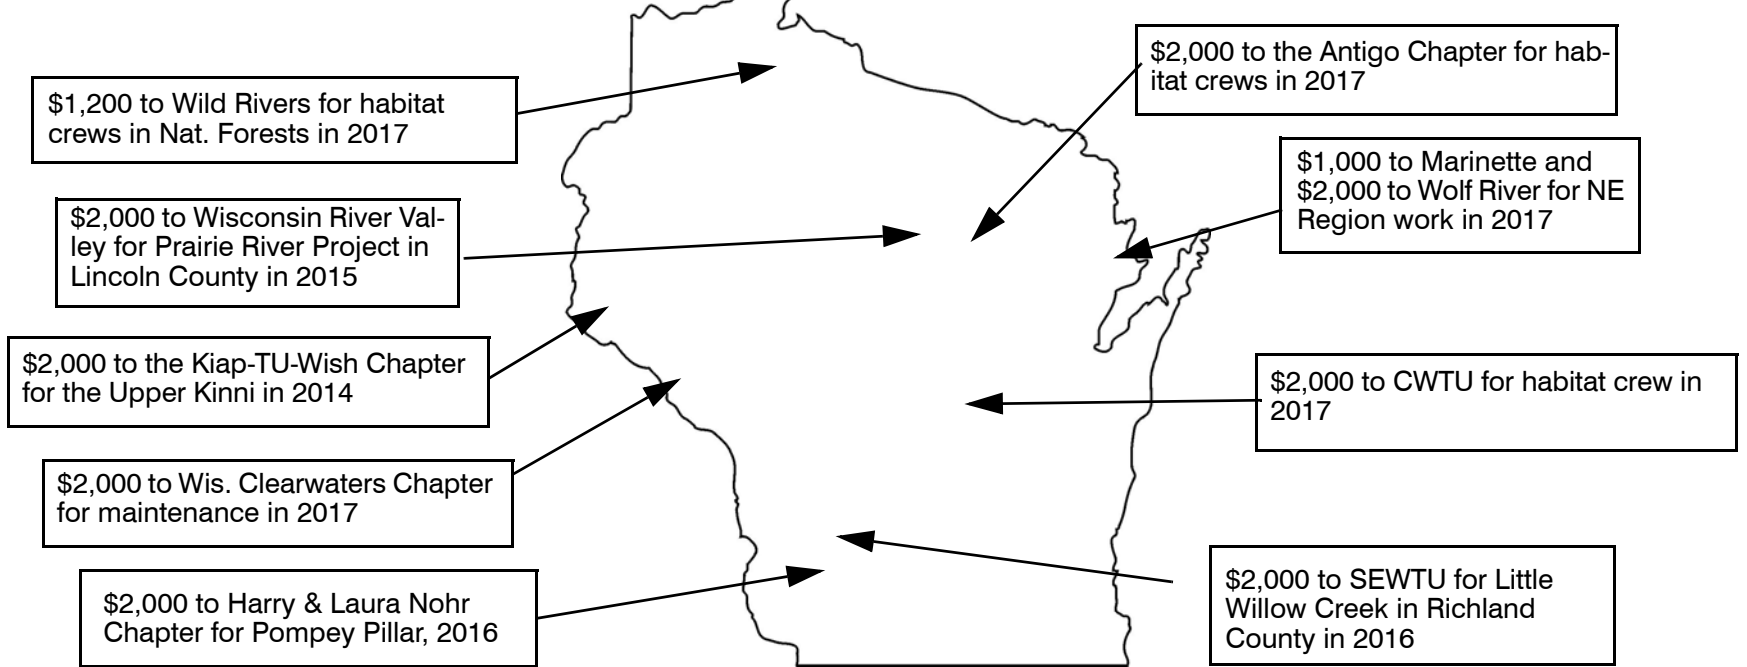 $1,200 to Wild Rivers for habitat
crews in Nat. Forests in 2017
$2,000 to Wisconsin River Val-
ley for Prairie River Project in
Lincoln County in 2015
$2,000 to the Kiap-TU-Wish Chapter
for the Upper Kinni in 2014
$2,000 to Wis. Clearwaters Chapter
for maintenance in 2017
$2,000 to Harry & Laura Nohr
Chapter for Pompey Pillar, 2016
$2,000 to the Antigo Chapter for hab-
itat crews in 2017
$1,000 to Marinette and
$2,000 to Wolf River for NE
Region work in 2017
$2,000 to CWTU for habitat crew in
2017
$2,000 to SEWTU for Little
Willow Creek in Richland
County in 2016